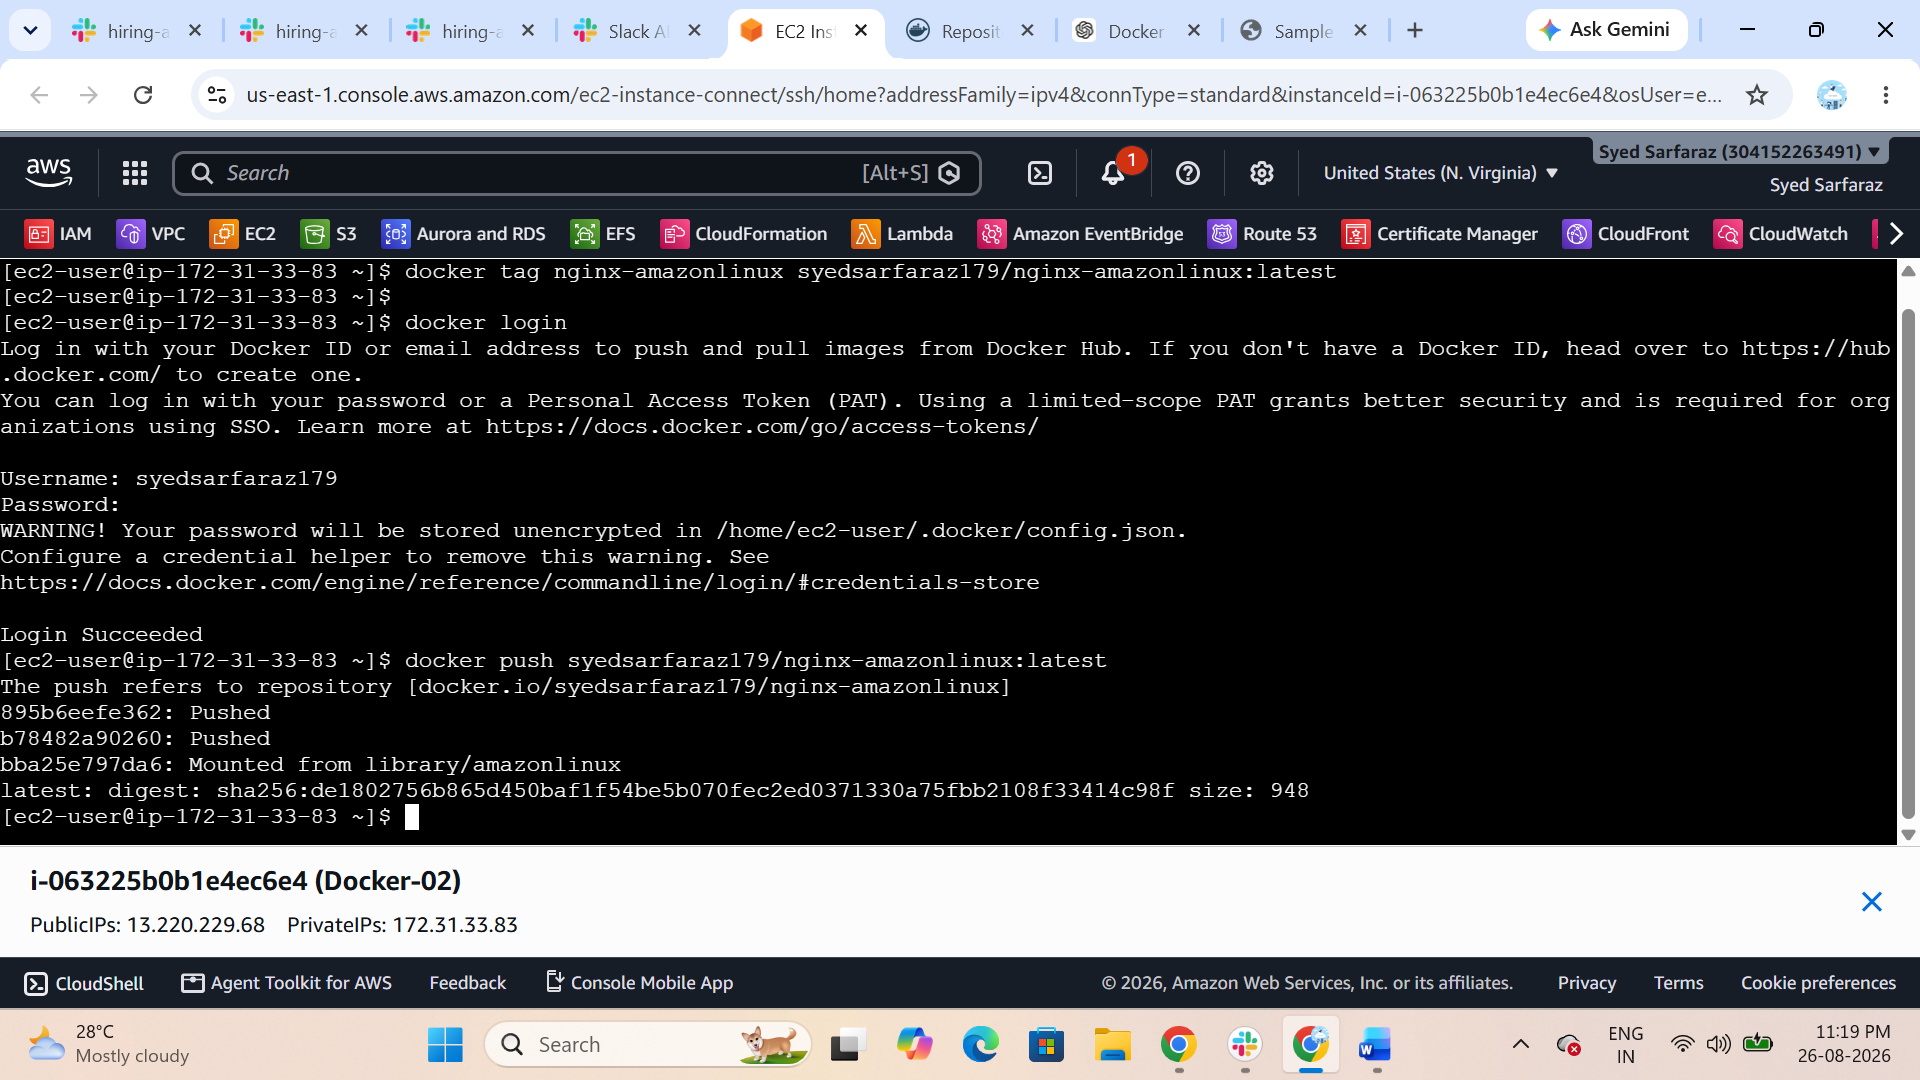 hiring-a
hiring-a
hiring-a
Slack A
EC2 Ins
Reposit
Docker
Sample
Ask Gemini
us-east-1.console.aws.amazon.com/ec2-instance-connect/ssh/home?addressFamily=ipv4&connType=standard&instanceId=i-063225b0b1e4ec6e4&osUser=e...
aws
Search [Alt+S]
1
United States (N. Virginia) ▼
Syed Sarfaraz (304152263491) ▼
Syed Sarfaraz
IAM VPC EC2 S3 Aurora and RDS EFS CloudFormation Lambda Amazon EventBridge Route 53 Certificate Manager CloudFront CloudWatch
[ec2-user@ip-172-31-33-83 ~]$ docker tag nginx-amazonlinux syedsarfaraz179/nginx-amazonlinux:latest
[ec2-user@ip-172-31-33-83 ~]$
[ec2-user@ip-172-31-33-83 ~]$ docker login
Log in with your Docker ID or email address to push and pull images from Docker Hub. If you don't have a Docker ID, head over to https://hub
.docker.com/ to create one.
You can log in with your password or a Personal Access Token (PAT). Using a limited-scope PAT grants better security and is required for org
anizations using SSO. Learn more at https://docs.docker.com/go/access-tokens/
Username: syedsarfaraz179
Password:
WARNING! Your password will be stored unencrypted in /home/ec2-user/.docker/config.json.
Configure a credential helper to remove this warning. See
https://docs.docker.com/engine/reference/commandline/login/#credentials-store
Login Succeeded
[ec2-user@ip-172-31-33-83 ~]$ docker push syedsarfaraz179/nginx-amazonlinux:latest
The push refers to repository [docker.io/syedsarfaraz179/nginx-amazonlinux]
895b6eefe362: Pushed
b78482a90260: Pushed
bba25e797da6: Mounted from library/amazonlinux
latest: digest: sha256:de1802756b865d450baf1f54be5b070fec2ed0371330a75fbb2108f33414c98f size: 948
[ec2-user@ip-172-31-33-83 ~]$
i-063225b0b1e4ec6e4 (Docker-02)
PublicIPs: 13.220.229.68 PrivateIPs: 172.31.33.83
CloudShell Agent Toolkit for AWS Feedback Console Mobile App © 2026, Amazon Web Services, Inc. or its affiliates. Privacy Terms Cookie preferences
28°C
Mostly cloudy
Search
ENG
IN
11:19 PM
26-08-2026